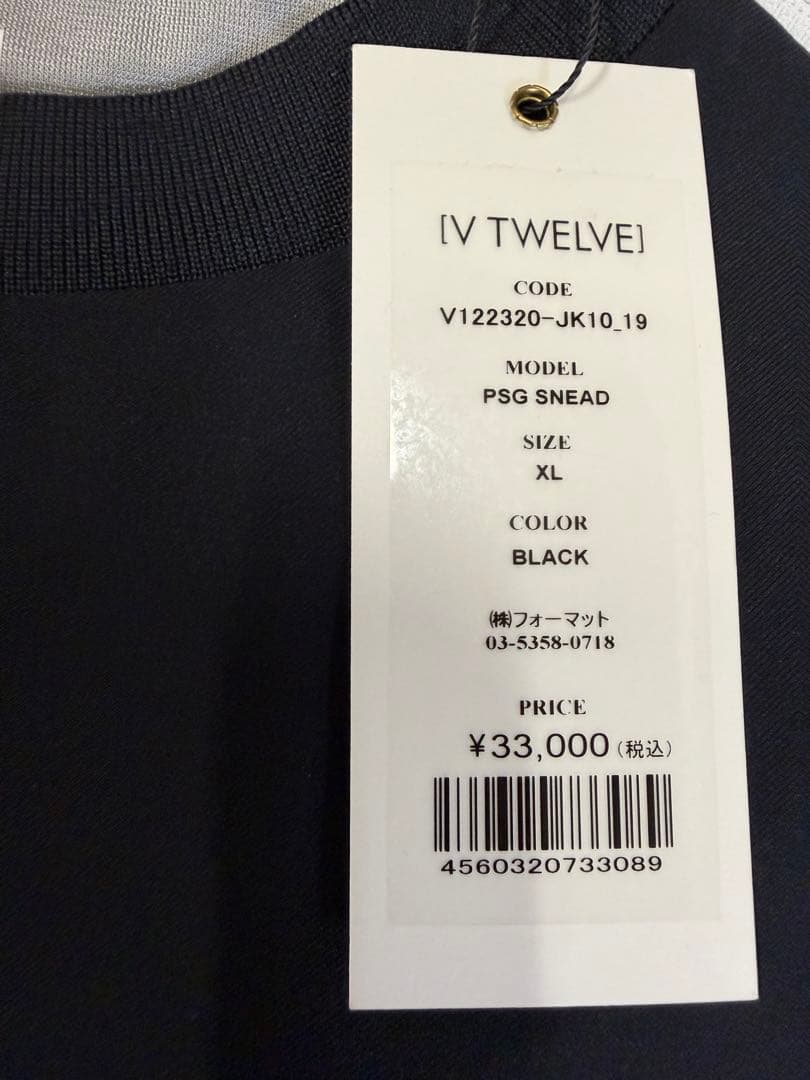 [V TWELVE]
CODE
V122320-JK10_19
MODEL
PSG SNEAD
SIZE
XL
COLOR
BLACK
㈱フォーマット
03-5358-0718
PRICE
¥33,000(税込)
4560320733089